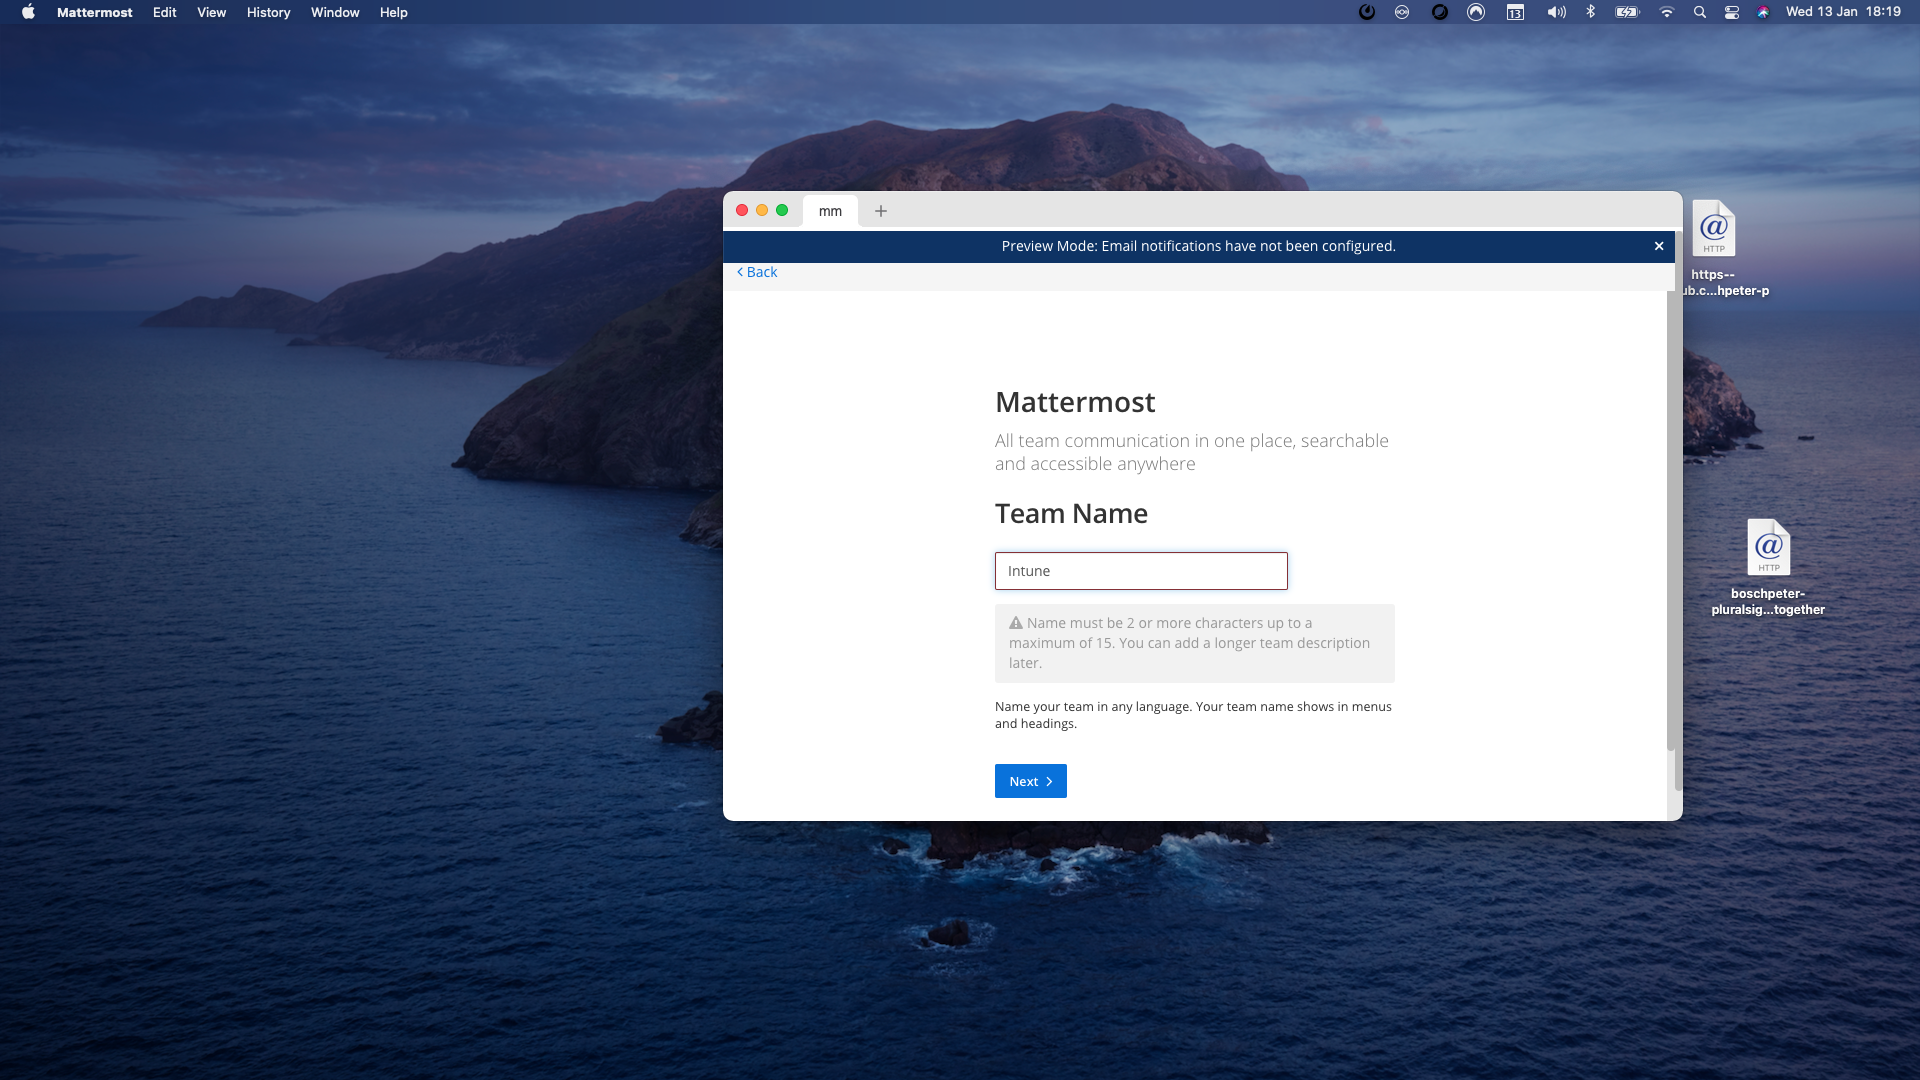 Mattermost Edit View History Window Help
13 Wed 13 Jan 18:19
mm
Preview Mode: Email notifications have not been configured.
Back
Mattermost
All team communication in one place, searchable
and accessible anywhere
Team Name
Intune
Name must be 2 or more characters up to a
maximum of 15. You can add a longer team description
later.
Name your team in any language. Your team name shows in menus
and headings.
Next
HTTP
https--
ub.c...hpeter-p
HTTP
boschpeter-
pluralsig...together